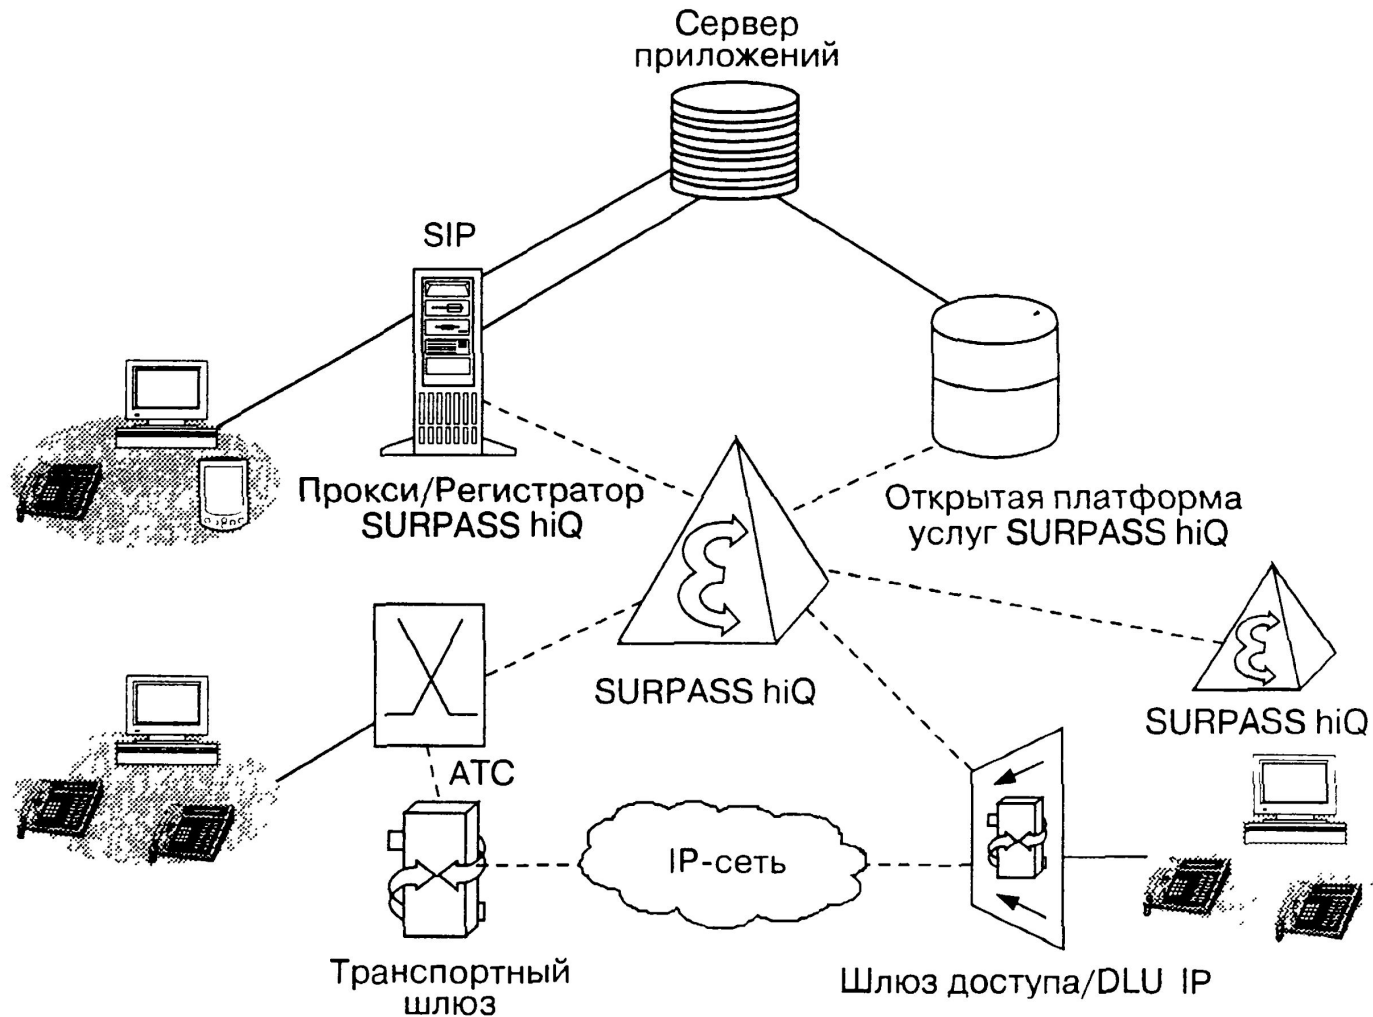 Сервер
приложений
SIP
Прокси/Регистратор
SURPASS hiQ
Открытая платформа
услуг SURPASS hiQ
SURPASS hiQ
SURPASS hiQ
АТС
IP-сеть
Транспортный
шлюз
Шлюз доступа/DLU IP